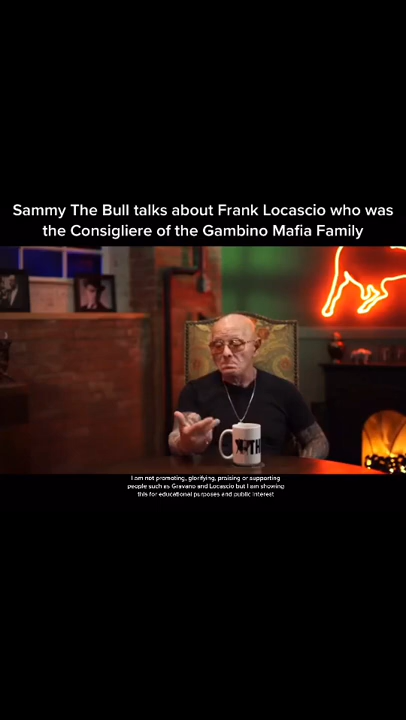 Sammy The Bull talks about Frank Locascio who was
the Consigliere of the Gambino Mafia Family
I am not promoting, glorifying, praising or supporting
people such as Gravano and Locascio but I am showing
this for educational purposes and public interest